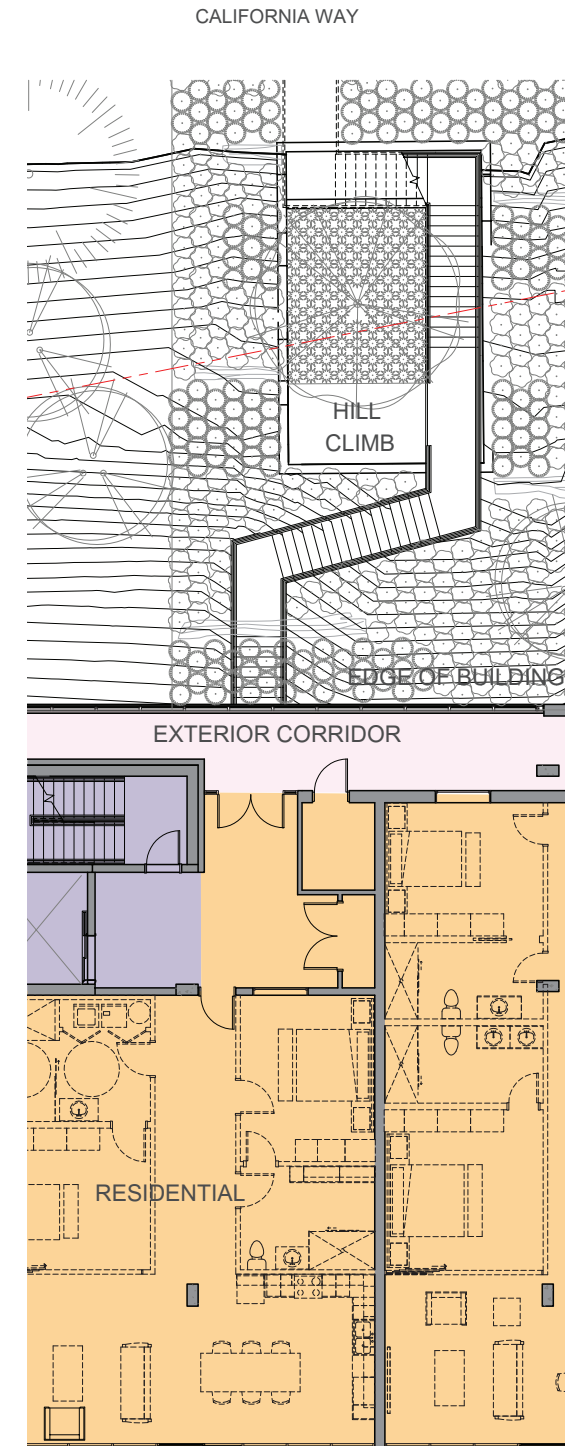 CALIFORNIA WAY
HILL
CLIMB
EDGE OF BUILDING
EXTERIOR CORRIDOR
RESIDENTIAL